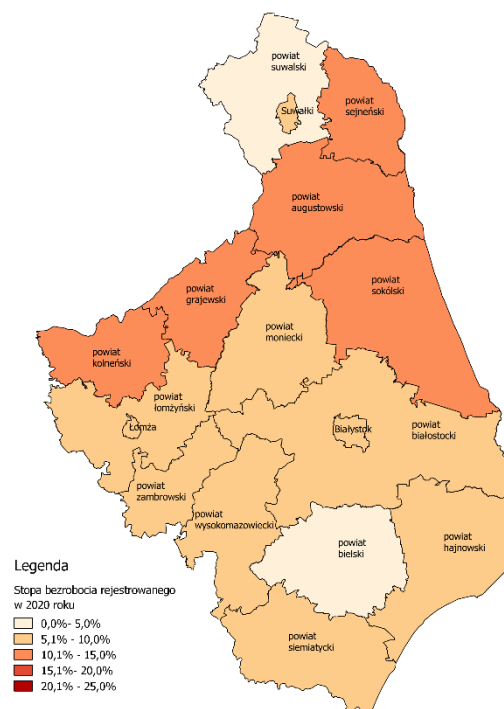 powiat
suwalski
Suwałki
powiat
sejneński
powiat
augustowski
powiat
sokólski
powiat
grajewski
powiat
moniecki
powiat
kolneński
powiat
łomżyński
Łomża
Białystok
powiat
białostocki
powiat
zambrowski
powiat
wysokomazowiecki
powiat
bielski
powiat
hajnowski
powiat
siemiatycki
Legenda
Stopa bezrobocia rejestrowanego
w 2020 roku
0,0%- 5,0%
5,1% - 10,0%
10,1% - 15,0%
15,1%- 20,0%
20,1% - 25,0%